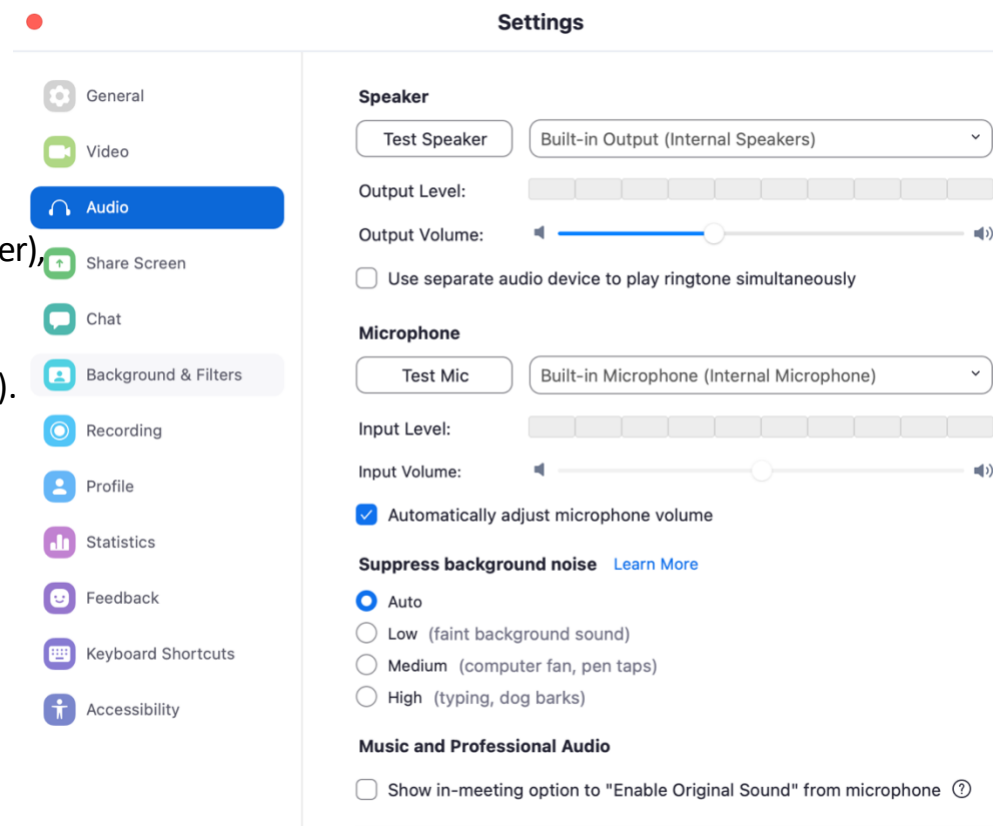 Settings
General
Video
Audio
er),
Share Screen
Chat
Background & Filters
).
Recording
Profile
Statistics
Feedback
Keyboard Shortcuts
Accessibility
Speaker
Test Speaker
Built-in Output (Internal Speakers)
Output Level:
Output Volume:
Use separate audio device to play ringtone simultaneously
Microphone
Test Mic
Built-in Microphone (Internal Microphone)
Input Level:
Input Volume:
Automatically adjust microphone volume
Suppress background noise Learn More
Auto
Low (faint background sound)
Medium (computer fan, pen taps)
High (typing, dog barks)
Music and Professional Audio
Show in-meeting option to "Enable Original Sound" from microphone ?